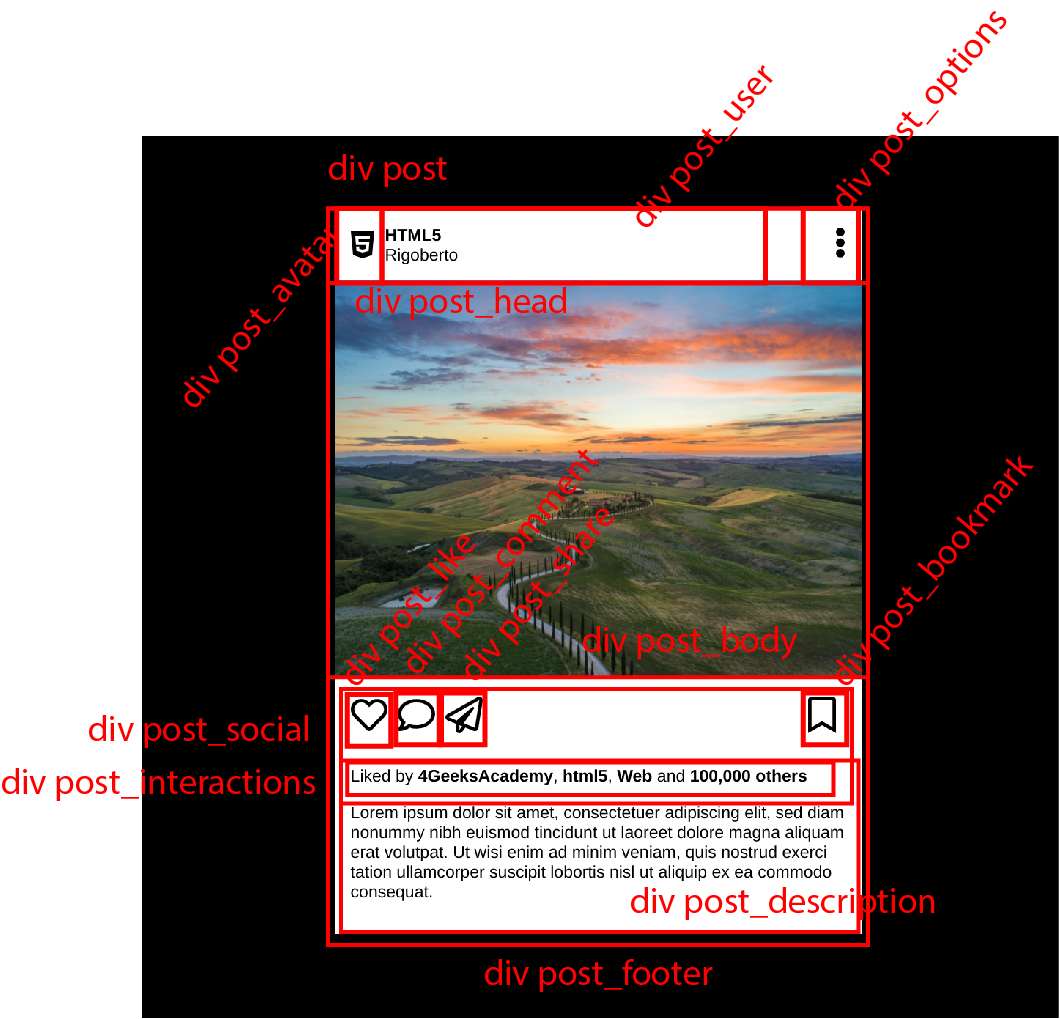 div post_options
div post_user
div post
div post_avatar
HTML5
Rigoberto
div post_head
div post_like
div post_comment
div post_share
div post_bookmark
div post_body
div post_social
div post_interactions
Liked by 4GeeksAcademy, html5, Web and 100,000 others
Lorem ipsum dolor sit amet, consectetuer adipiscing elit, sed diam
nonummy nibh euismod tincidunt ut laoreet dolore magna aliquam
erat volutpat. Ut wisi enim ad minim veniam, quis nostrud exerci
tation ullamcorper suscipit lobortis nisl ut aliquip ex ea commodo
consequat.
div post_description
div post_footer